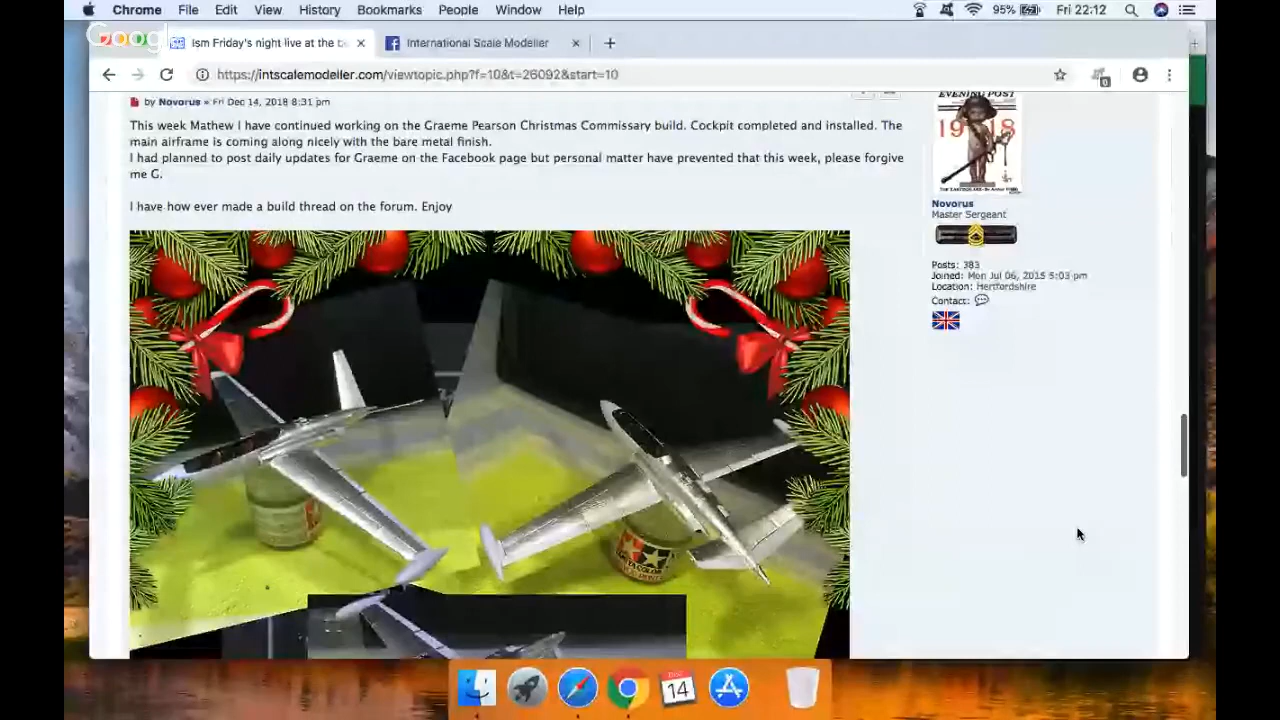 Chrome File Edit View History Bookmarks People Window Help 95% Fri 22:12
Google
Ism Friday's night live at the be
International Scale Modeller
https://intscalemodeller.com/viewtopic.php?f=10&t=26092&start=10
by Novorus » Fri Dec 14, 2018 8:31 pm
This week Mathew I have continued working on the Graeme Pearson Christmas Commissary build. Cockpit completed and installed. The
main airframe is coming along nicely with the bare metal finish.
I had planned to post daily updates for Graeme on the Facebook page but personal matter have prevented that this week, please forgive
me G.
I have how ever made a build thread on the forum. Enjoy
EVENING POST
1918
Novorus
Master Sergeant
Posts: 383
Joined: Mon Jul 06, 2015 5:03 pm
Location: Hertfordshire
Contact:
14